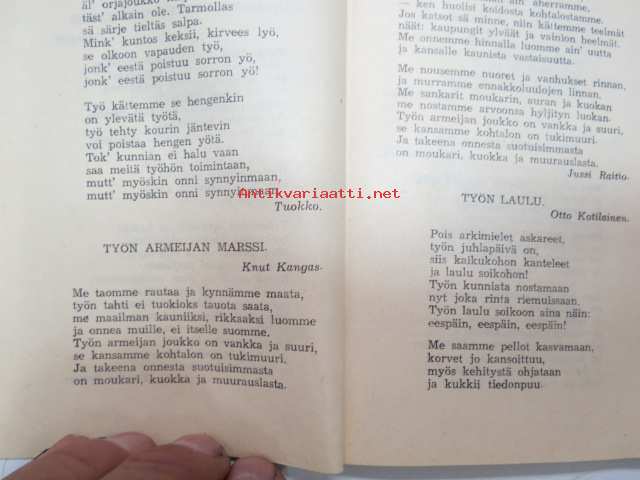 äl' orjajoukko
täst' alkain ole. Tarmollas
sä särje tieltäs salpa.
Mink' kuntos keksii, kirvees lyö,
se olkoon vapauden työ,
jonk' eestä poistuu sorron yö,
jonk' eestä poistuu sorron yö!
Työ kättemme se hengenkin
on ylevätä työtä,
työ tehty kourin jäntevin
voi poistaa hengen yötä.
Tok' kunnian ei halu vaan
saa meitä työhön toimintaan,
mutt' myöskin onni synnyinmaan,
mutt' myöskin onni synnyinmaan.
Tuokko.
TYÖN ARMEIJAN MARSSI.
Knut Kangas.
Me taomme rautaa ja kynnämme maata,
työn tahti ei tuokioks tauota saata,
me maailman kauniiksi, rikkaaksi luomme
ja onnea muille, ei itselle suomme.
Työn armeijan joukko on vankka ja suuri,
se kansamme kohtalon on tukimuuri.
Ja takeena onnesta suotuisimmasta
on moukari, kuokka ja muurauslasta.
ain' aherramme,
— ken huolisi koidosta kohtalostamme.
Jos katsot sä minne, niin kättemme teelmät
näät: kaupungit ylväät ja vainion heelmät.
Me onnemme hinnalla luomme ain' uutta
ja kansalle kaunista vastaisuutta.
Me nousemme nuoret ja vanhukset rinnan,
ja murramme ennakkoluulojen linnan.
Me sankarit moukarin, auran ja kuokan
me nostamme arvoonsa hyljityn luokan.
Työn armeijan joukko on vankka ja suuri,
se kansamme kohtalon on tukimuuri.
Ja takeena onnesta suotuisimmasta
on moukari, kuokka ja muurauslasta.
Jussi Raitio.
TYÖN LAULU.
Otto Kotilainen.
Pois arkimielet askareet,
työn juhlapäivä on,
siis kaikukohon kanteleet
ja laulu soikohon!
Työn kunniata nostamaan
nyt joka rinta riemuissaan.
Työn laulu soikoon aina näin:
eespäin, eespäin, eespäin!
Me saamme pellot kasvamaan,
korvet jo kansoittuu,
myös kehitystä ohjataan
ja kukkii tiedonpuu.
Antikvariaatti.net